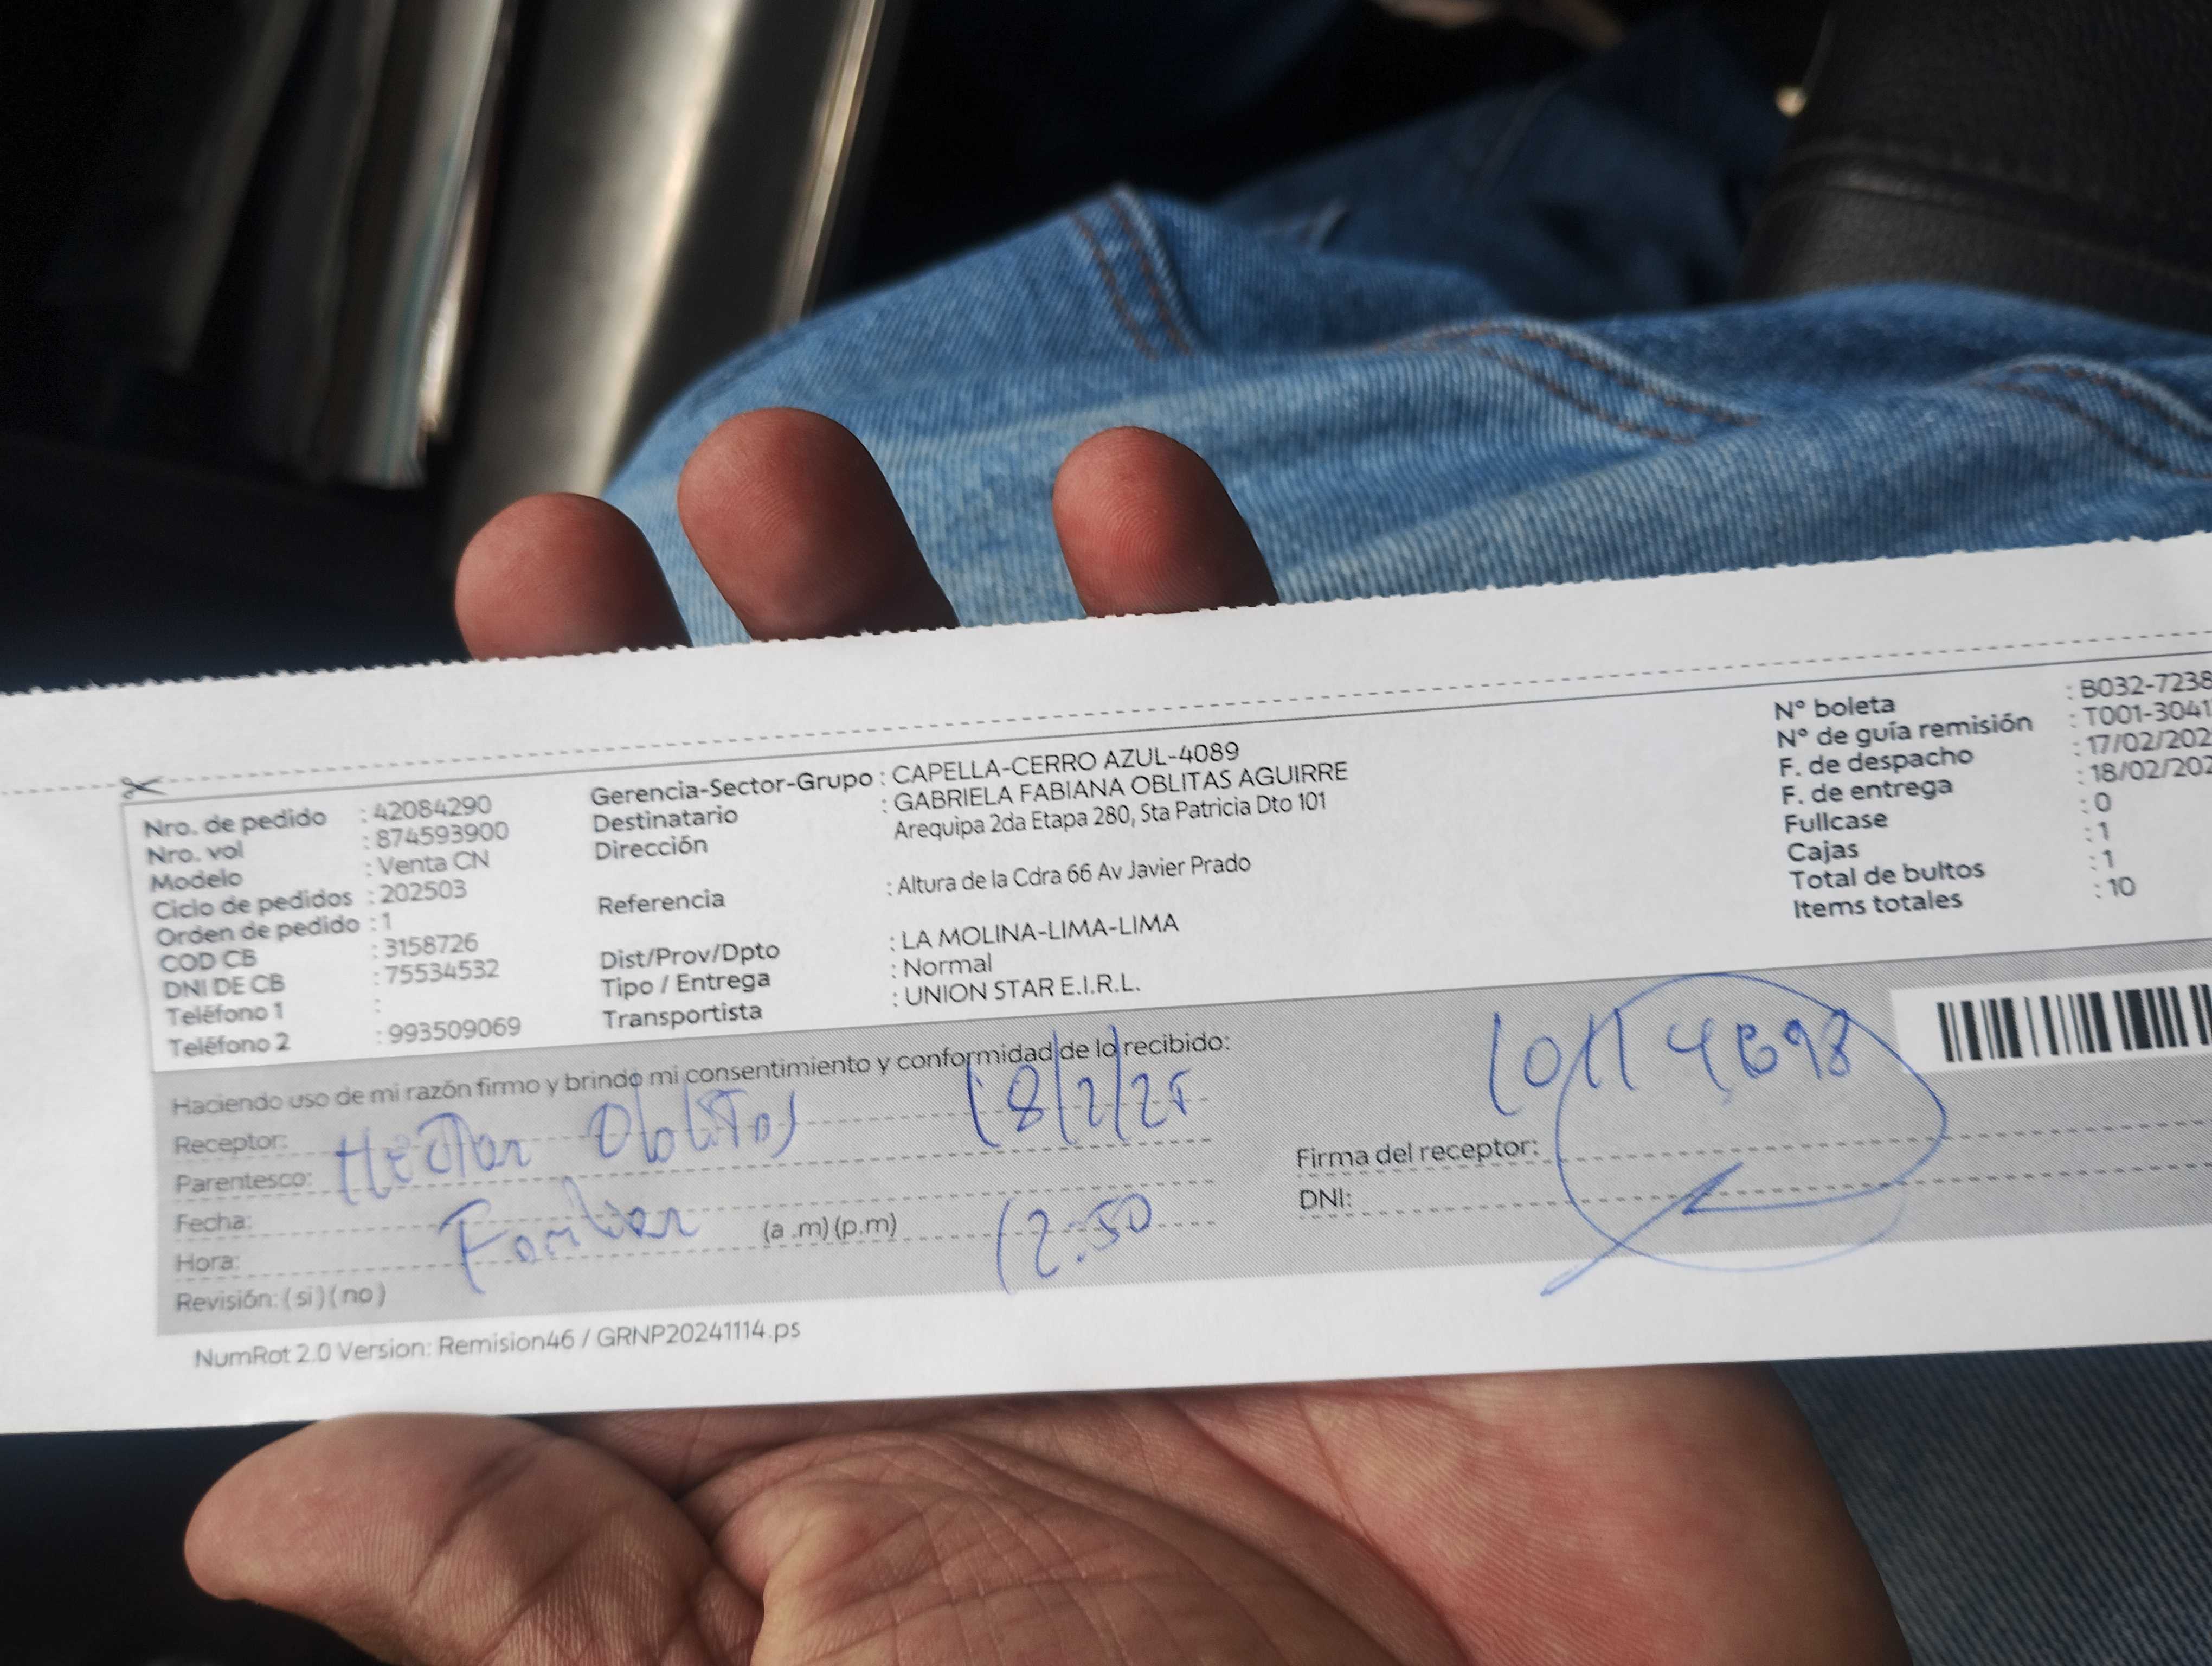 Nro. de pedido : 42084290
Nro. vol : 874593900
Modelo : Venta CN
Ciclo de pedidos : 202503
Orden de pedido : 1
COD CB : 3158726
DNI DE CB : 75534532
Teléfono 1 :
Teléfono 2 : 993509069
Gerencia-Sector-Grupo : CAPELLA-CERRO AZUL-4089
Destinatario : GABRIELA FABIANA OBLITAS AGUIRRE
Dirección Arequipa 2da Etapa 280, Sta Patricia Dto 101
Referencia : Altura de la Cdra 66 Av Javier Prado
Dist/Prov/Dpto : LA MOLINA-LIMA-LIMA
Tipo / Entrega : Normal
Transportista : UNION STAR E.I.R.L.
N° boleta : B032-7238
N° de guía remisión : T001-3041
F. de despacho : 17/02/202
F. de entrega : 18/02/202
Fullcase : 0
Cajas : 1
Total de bultos : 1
Items totales : 10
Haciendo uso de mi razón firmo y brindo mi consentimiento y conformidad de lo recibido:
Receptor: Hector Oblitas 18/2/25
Parentesco:
Fecha:
Familiar (a .m) (p.m) 12:50
Hora:
Revisión: ( si ) ( no )
Firma del receptor:
DNI:
NumRot 2.0 Version: Remision46 / GRNP20241114.ps